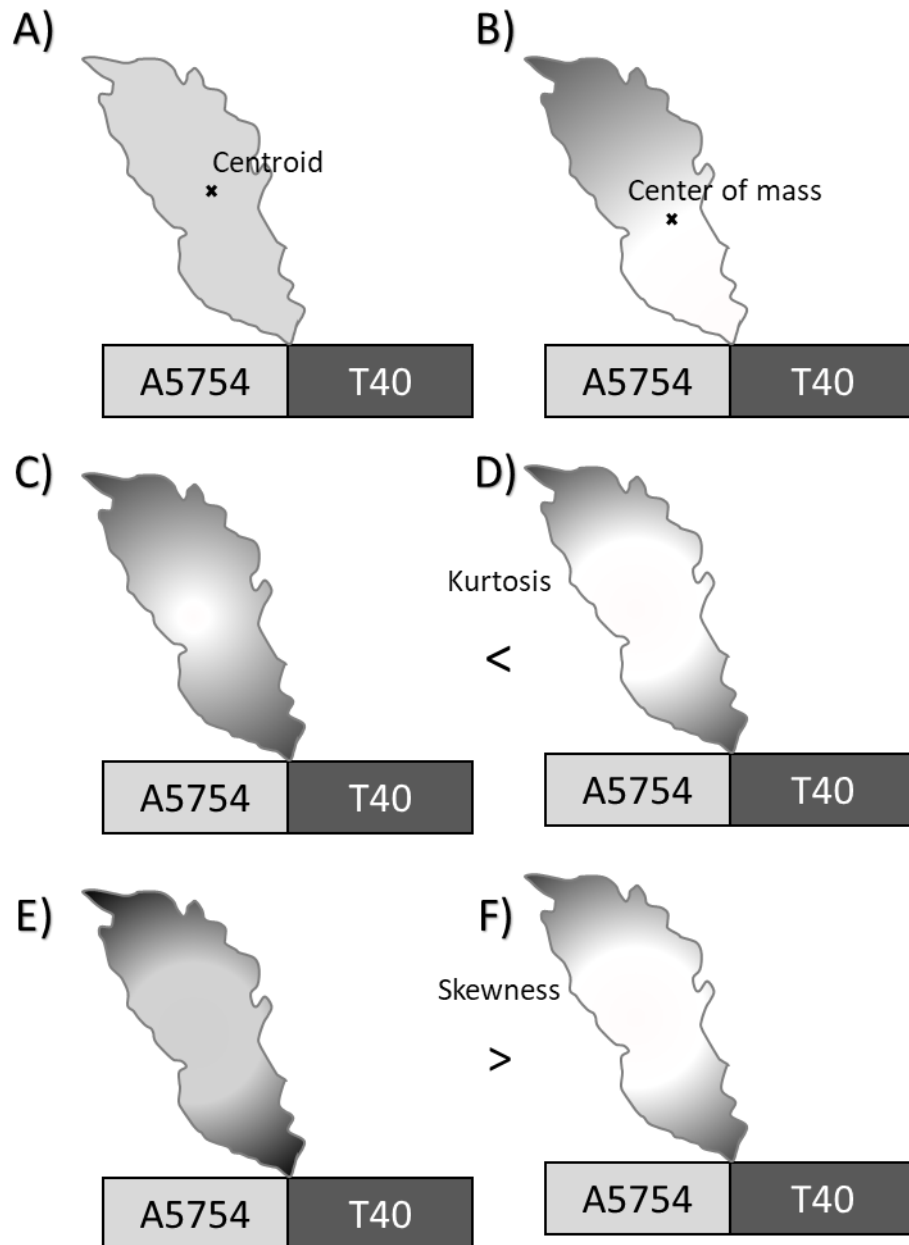 A)
B)
Centroid
Center of mass
A5754 T40
A5754 T40
C)
D)
Kurtosis
<
A5754 T40
A5754 T40
E)
F)
Skewness
>
A5754 T40
A5754 T40